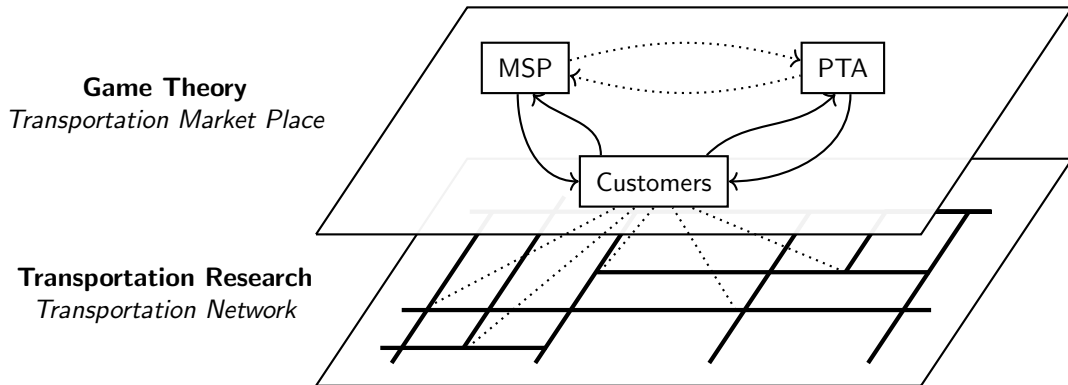 MSP
PTA
Game Theory
Transportation Market Place
Customers
Transportation Research
Transportation Network